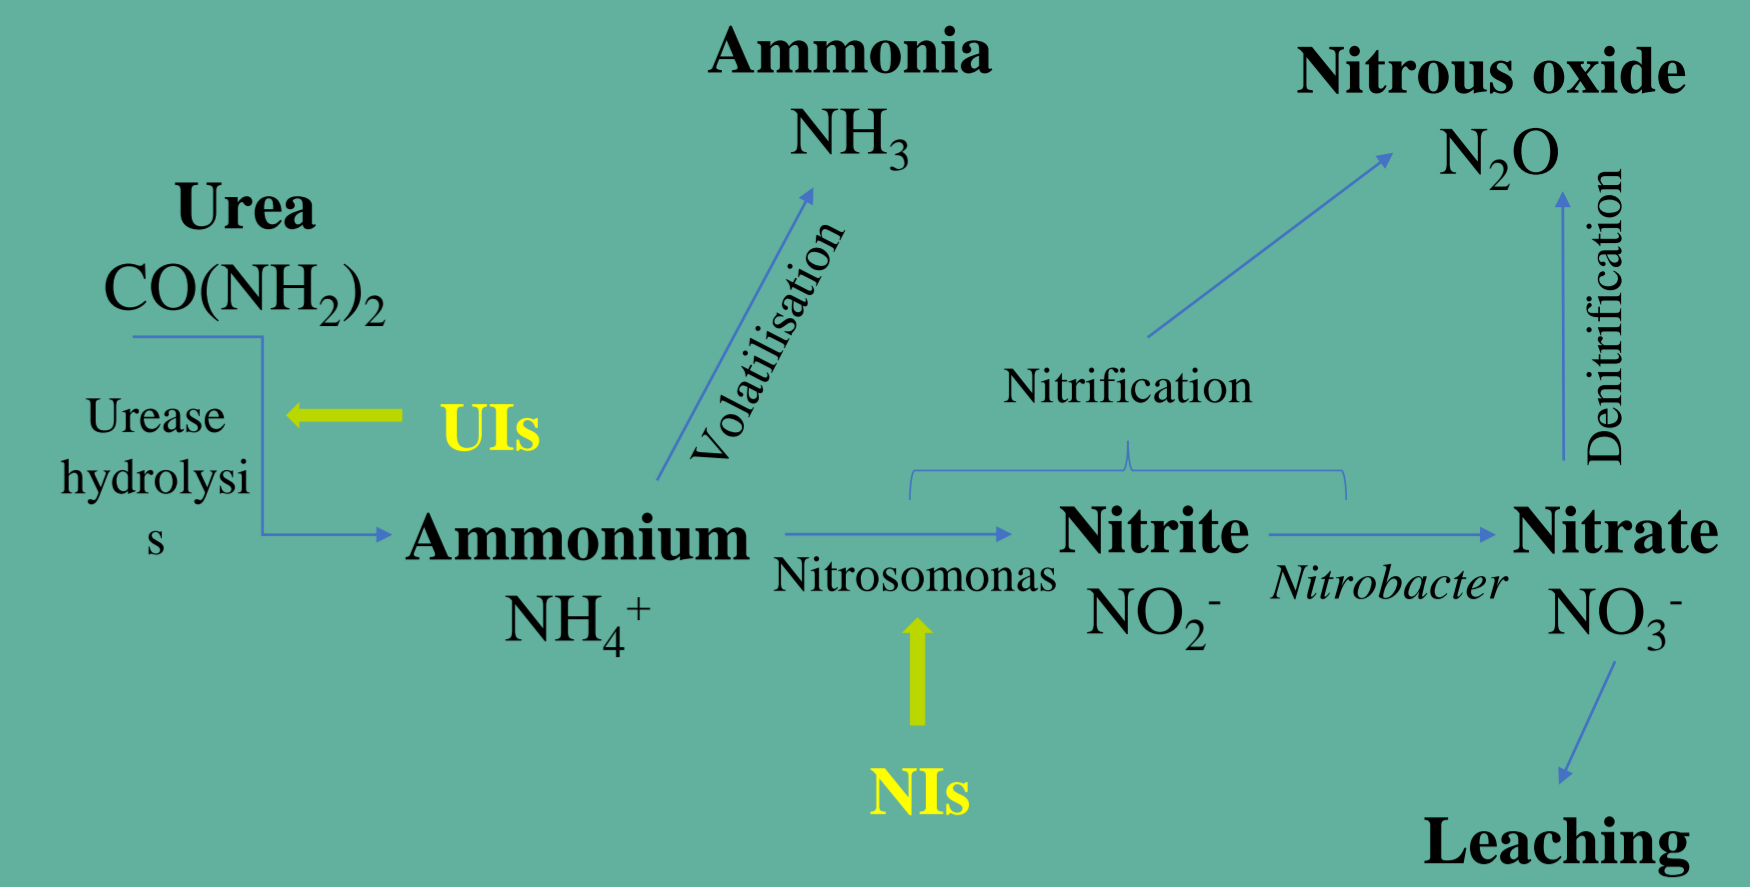 Ammonia
NH₃
Nitrous oxide
N₂O
Urea
CO(NH₂)₂
Volatilisation
Denitrification
Nitrification
Urease
hydrolysi
s
UIs
Ammonium
NH₄⁺
Nitrosomonas
Nitrite
NO₂⁻
Nitrobacter
Nitrate
NO₃⁻
NIs
Leaching